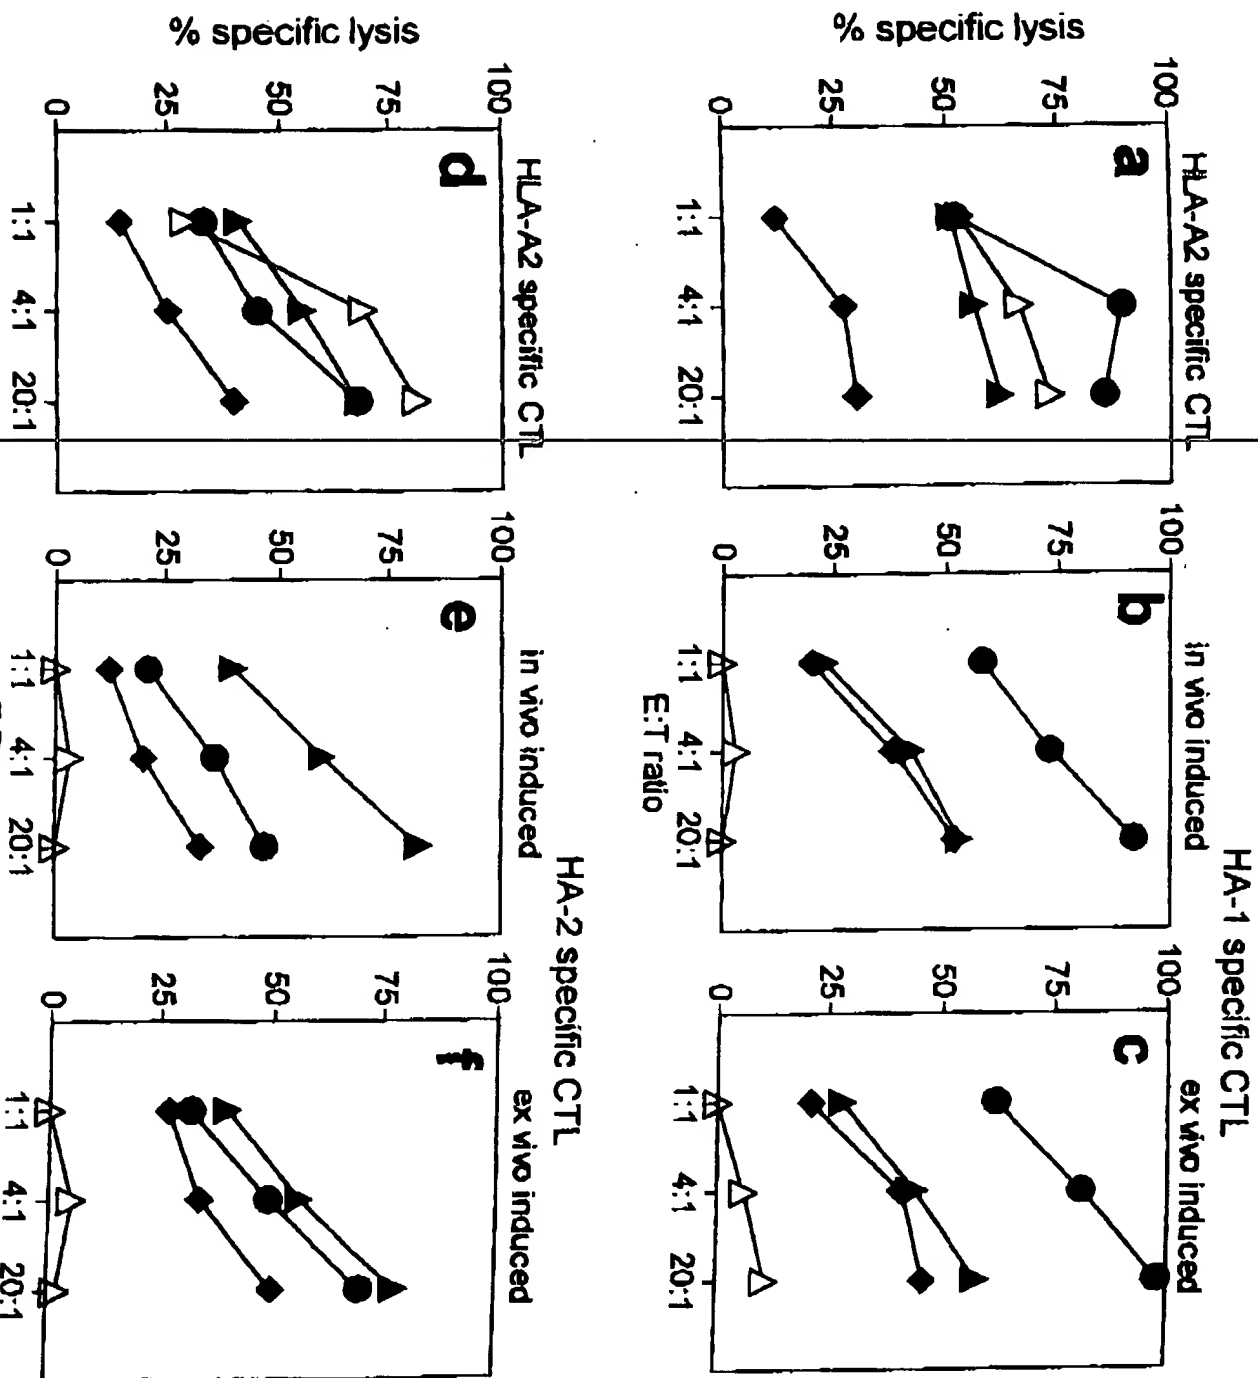 HA-1 specific CTL
HLA-A2 specific CTL
in vivo induced
ex vivo induced
% specific lysis
100
75
50
25
0
a
1:1 4:1 20:1
100
75
50
25
0
b
1:1 4:1 20:1
100
75
50
25
0
c
1:1 4:1 20:1
E:T ratio
HA-2 specific CTL
HLA-A2 specific CTL
in vivo induced
ex vivo induced
% specific lysis
100
75
50
25
0
d
1:1 4:1 20:1
100
75
50
25
0
e
1:1 4:1 20:1
100
75
50
25
0
f
1:1 4:1 20:1